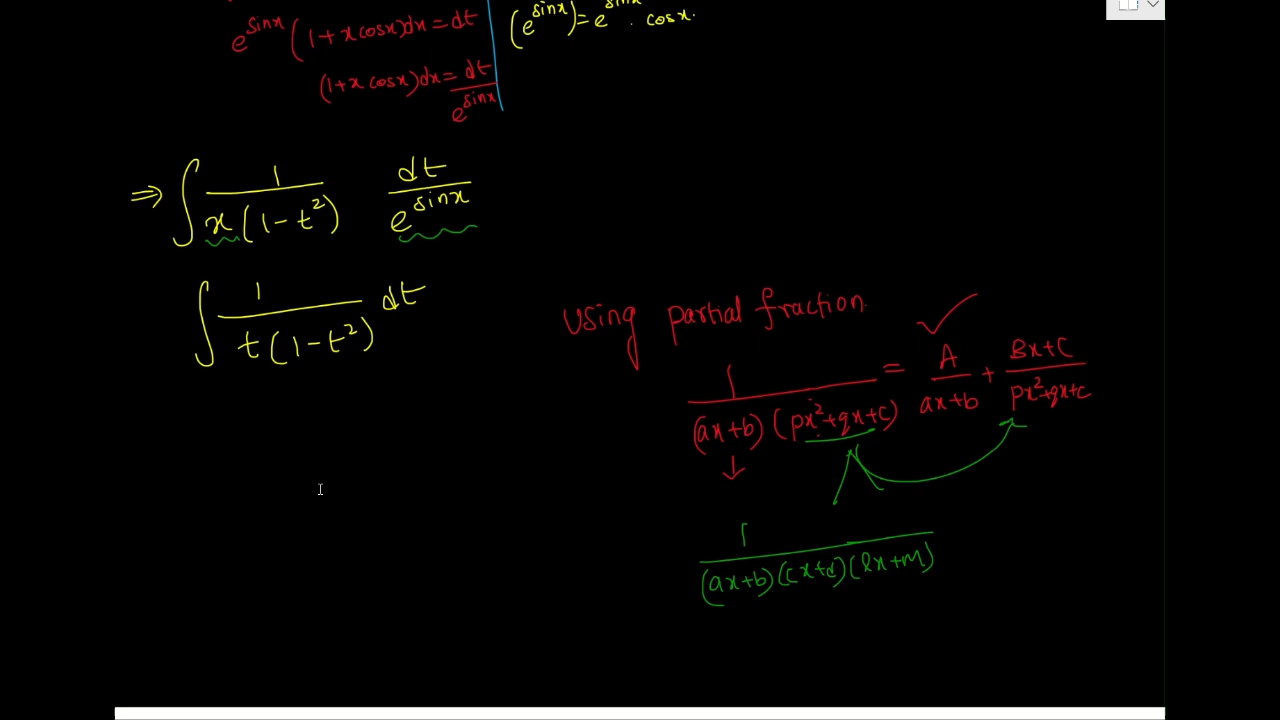 e^{sinx} (1+x cosx)dx = dt
(e^{sinx}) = e^{sinx} . cosx.
(1+x cosx)dx = dt/e^{sinx}
⇒ ∫ 1/(x(1-t²)) dt/e^{sinx}
∫ 1/(t(1-t²)) dt
Using partial fraction.
1/((ax+b)(px²+qx+c)) = A/(ax+b) + (Bx+C)/(px²+qx+c)
1/((ax+b)(cx+d)(lx+m))